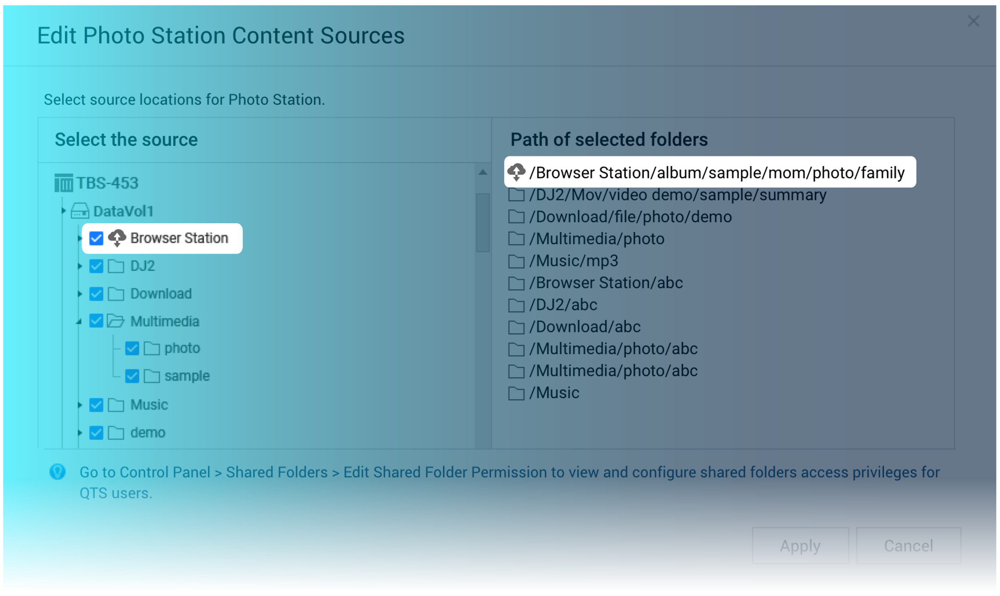 Edit Photo Station Content Sources
Select source locations for Photo Station.
Select the source
TBS-453
DataVol1
Browser Station
DJ2
Download
Multimedia
photo
sample
Music
demo
Path of selected folders
/Browser Station/album/sample/mom/photo/family
/DJ2/Mov/video demo/sample/summary
/Download/file/photo/demo
/Multimedia/photo
/Music/mp3
/Browser Station/abc
/DJ2/abc
/Download/abc
/Multimedia/photo/abc
/Multimedia/photo/abc
/Music
Go to Control Panel > Shared Folders > Edit Shared Folder Permission to view and configure shared folders access privileges for
QTS users.
Apply
Cancel